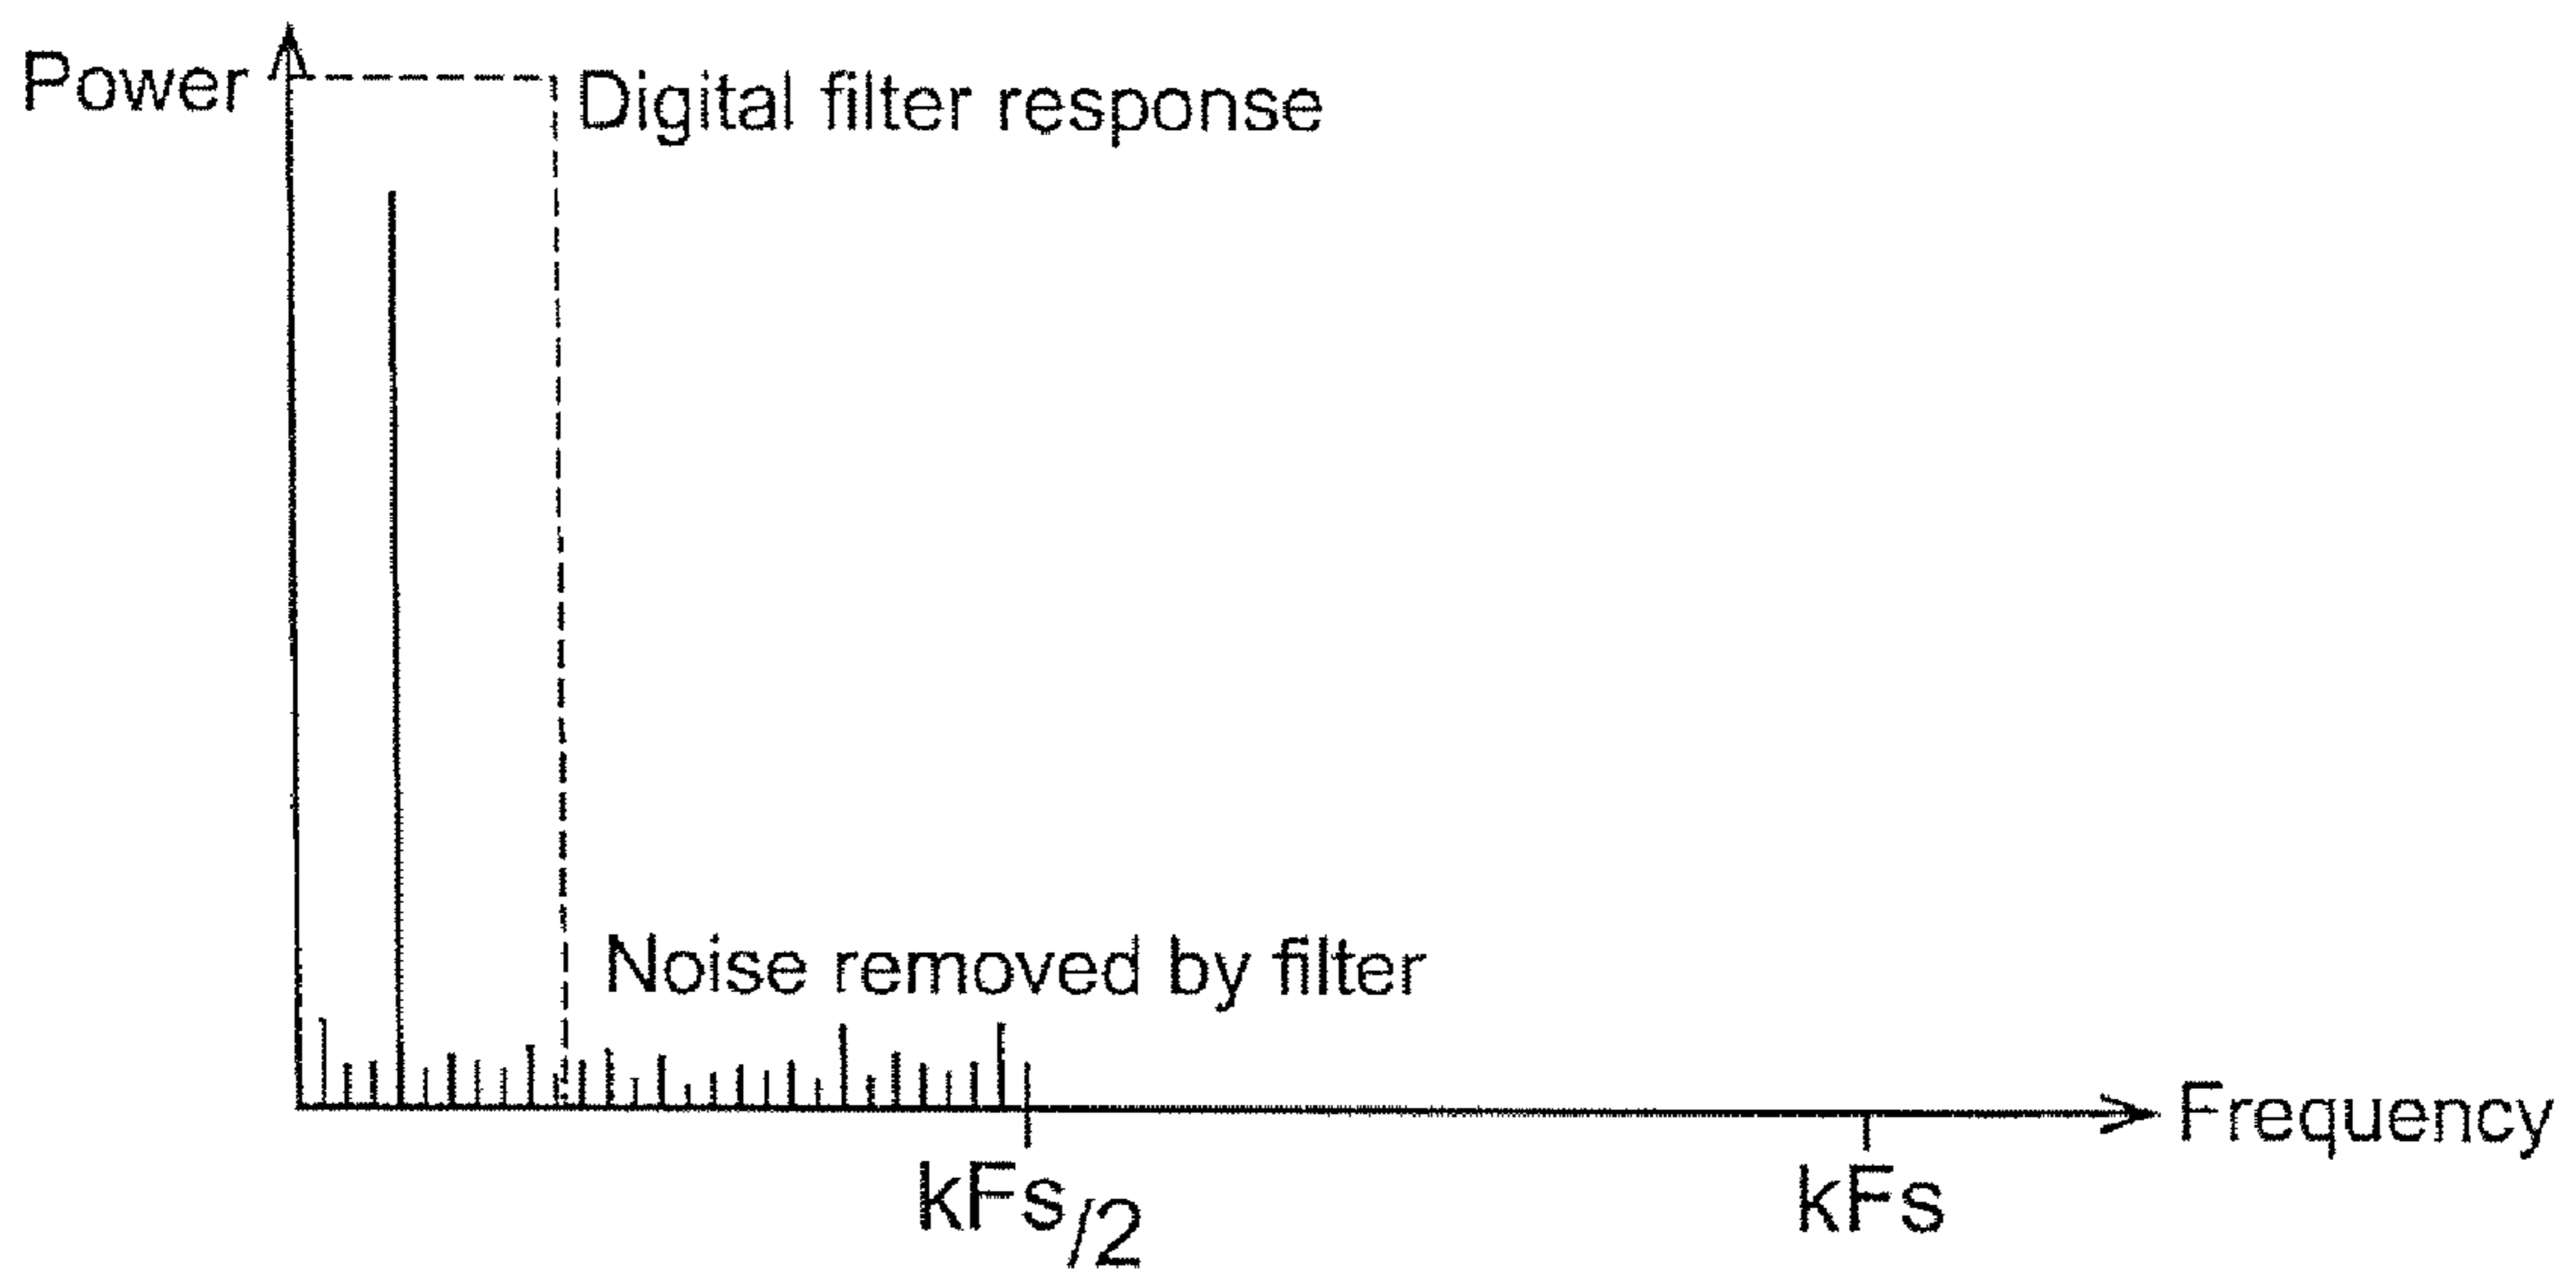 Power
Digital filter response
Noise removed by filter
Frequency
kFs/2
kFs